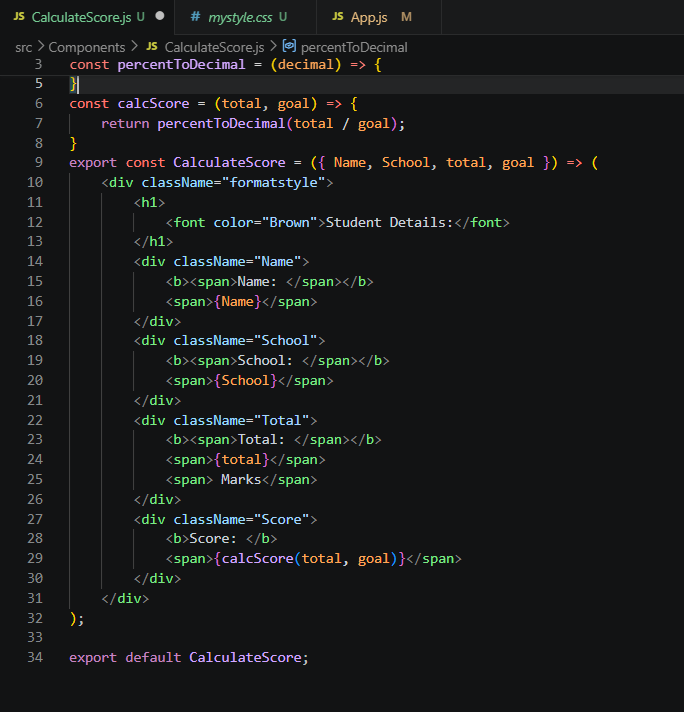 JS CalculateScore.js U # mystyle.css U JS App.js M
src > Components > JS CalculateScore.js > percentToDecimal
3 const percentToDecimal = (decimal) => {
5 }
6 const calcScore = (total, goal) => {
7     return percentToDecimal(total / goal);
8 }
9 export const CalculateScore = ({ Name, School, total, goal }) => (
10     <div className="formatstyle">
11         <h1>
12             <font color="Brown">Student Details:</font>
13         </h1>
14         <div className="Name">
15             <b><span>Name: </span></b>
16             <span>{Name}</span>
17         </div>
18         <div className="School">
19             <b><span>School: </span></b>
20             <span>{School}</span>
21         </div>
22         <div className="Total">
23             <b><span>Total: </span></b>
24             <span>{total}</span>
25             <span> Marks</span>
26         </div>
27         <div className="Score">
28             <b>Score: </b>
29             <span>{calcScore(total, goal)}</span>
30         </div>
31     </div>
32 );
33
34 export default CalculateScore;